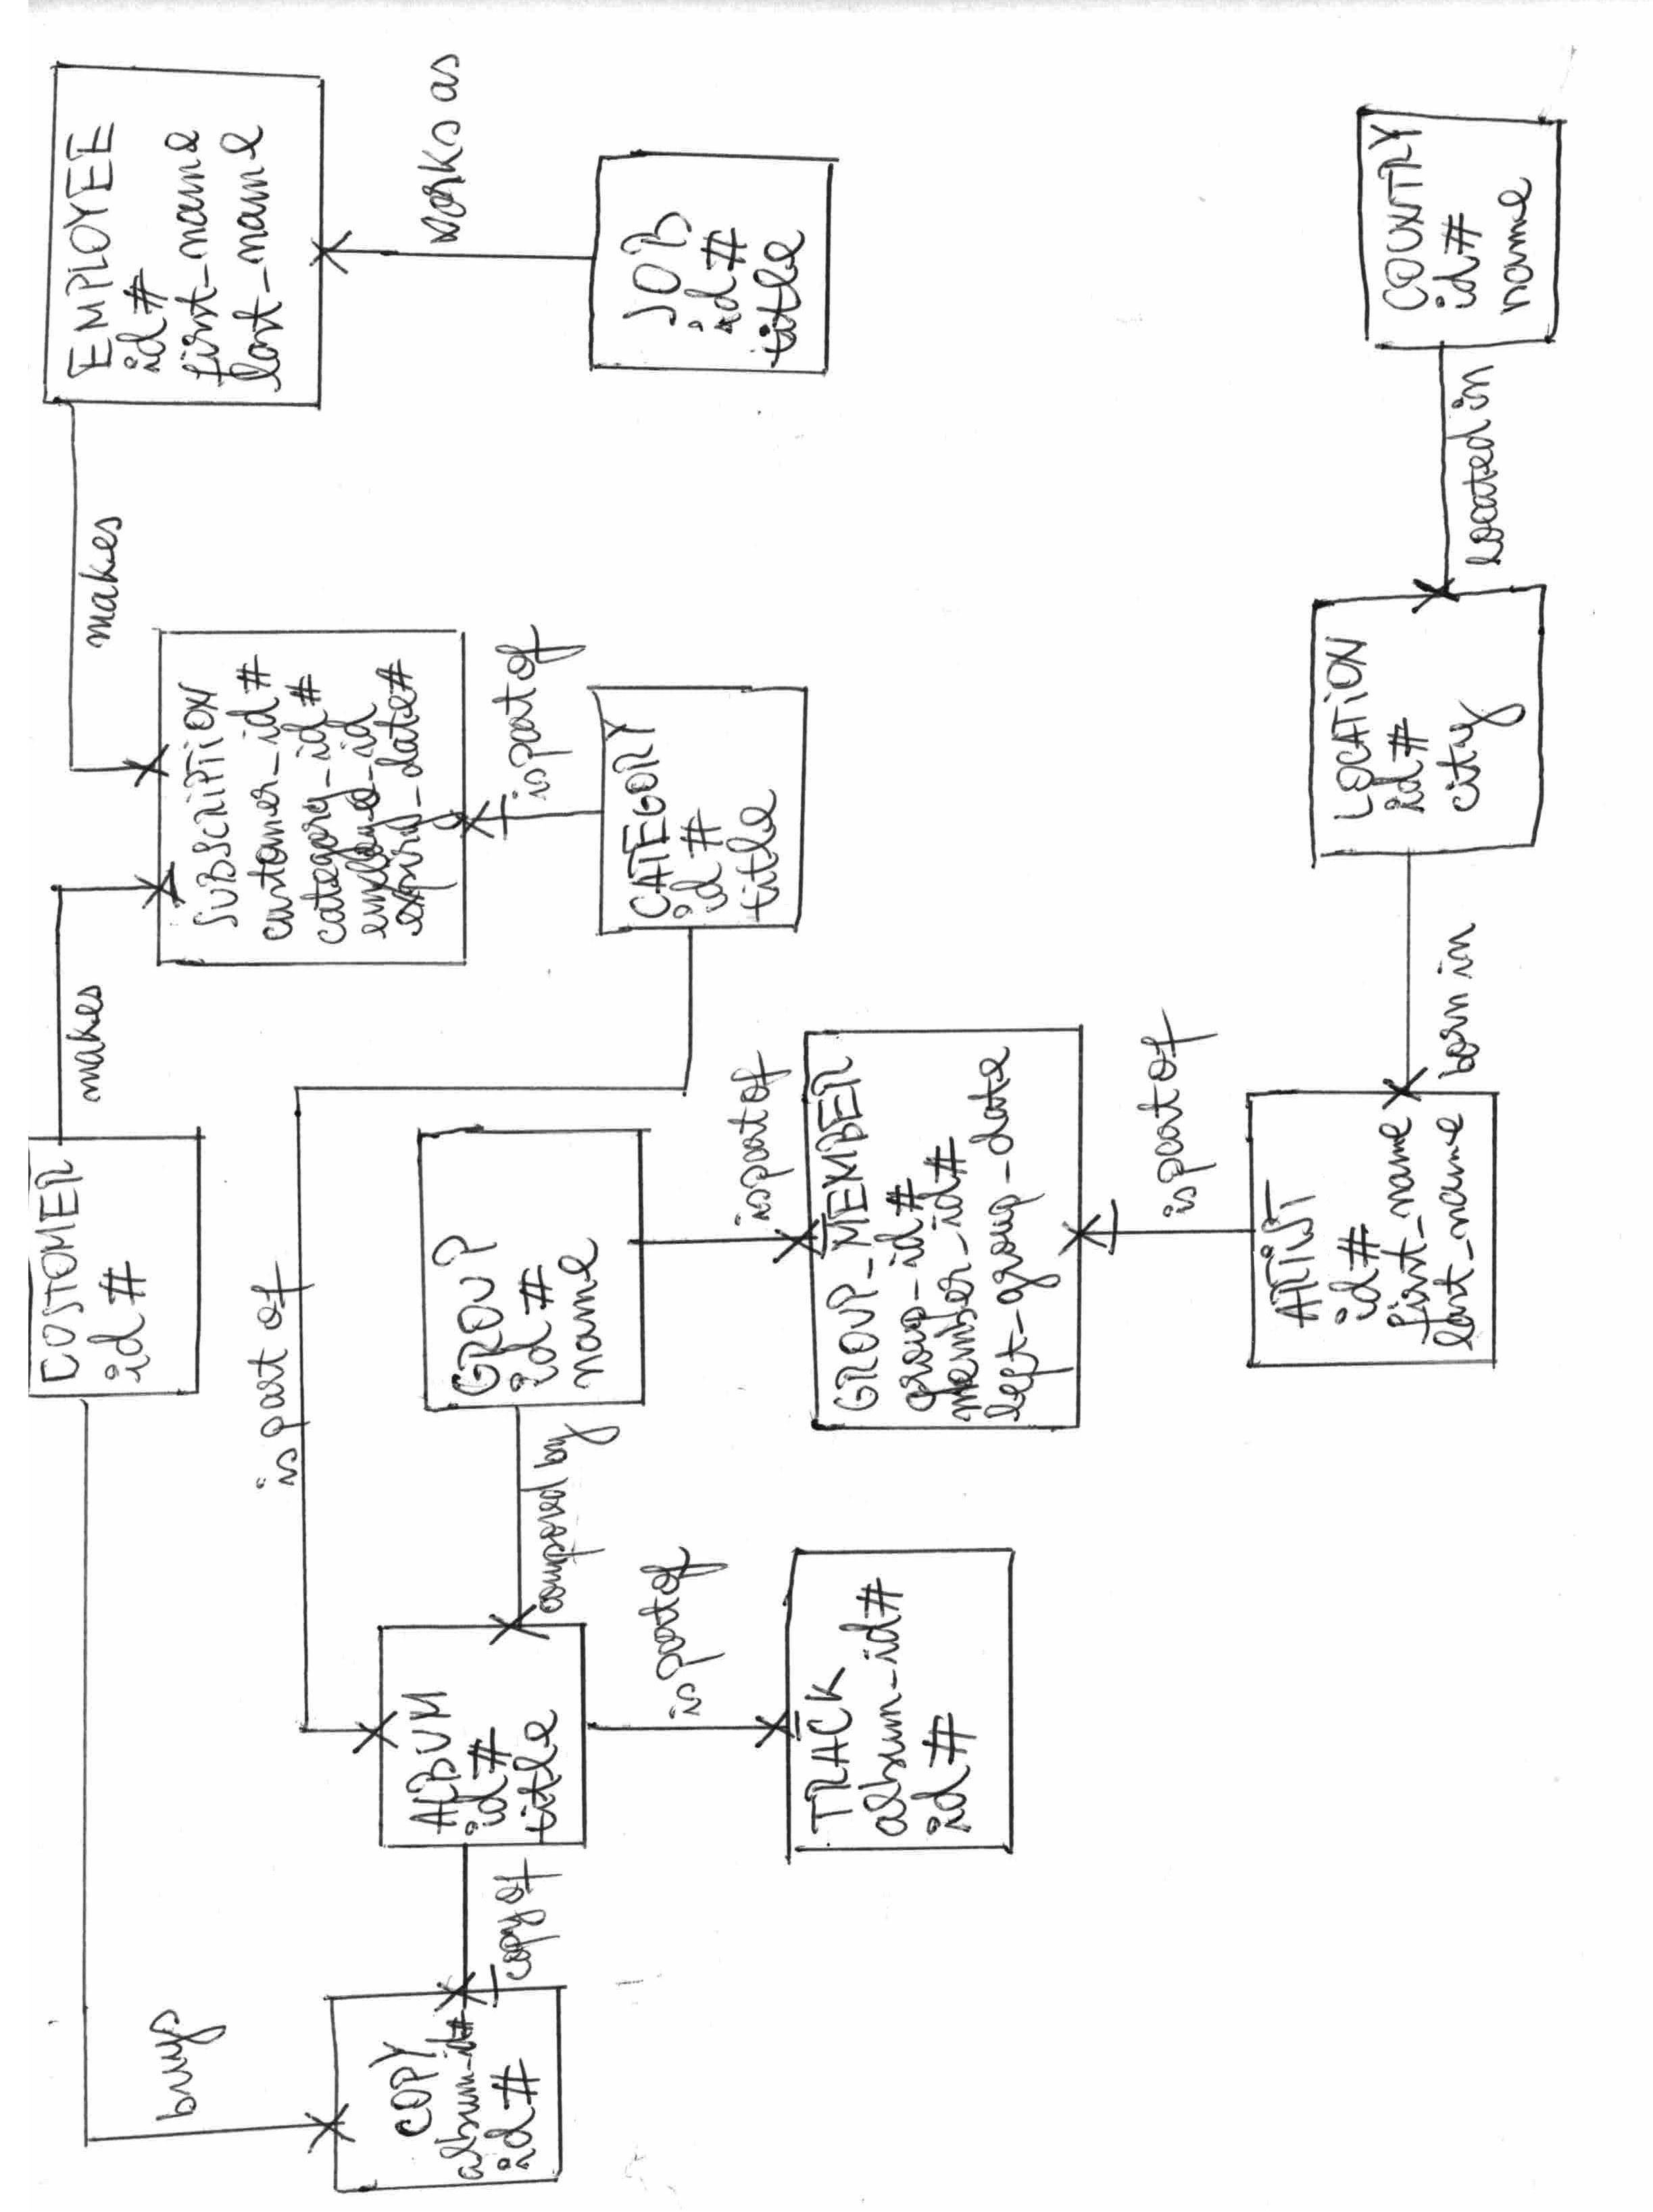 COSTOMER
id #
makes
makes
EMPLOYEE
id #
first_name
last_name
works as
JOB
id #
title
SUBSCRIPTION
customer_id #
category_id #
employee_id
date #
is part of
CATEGORY
id #
title
buys
is part of
COPY
album_id #
id #
copy of
ALBUM
id #
title
composed by
GROUP
id #
name
is part of
is part of
TRACK
album_id #
id #
GROUP_MEMBER
group_id #
member_id #
left_group_date
is part of
ARTIST
id #
first_name
last_name
born in
LOCATION
id #
city
located in
COUNTRY
id #
name